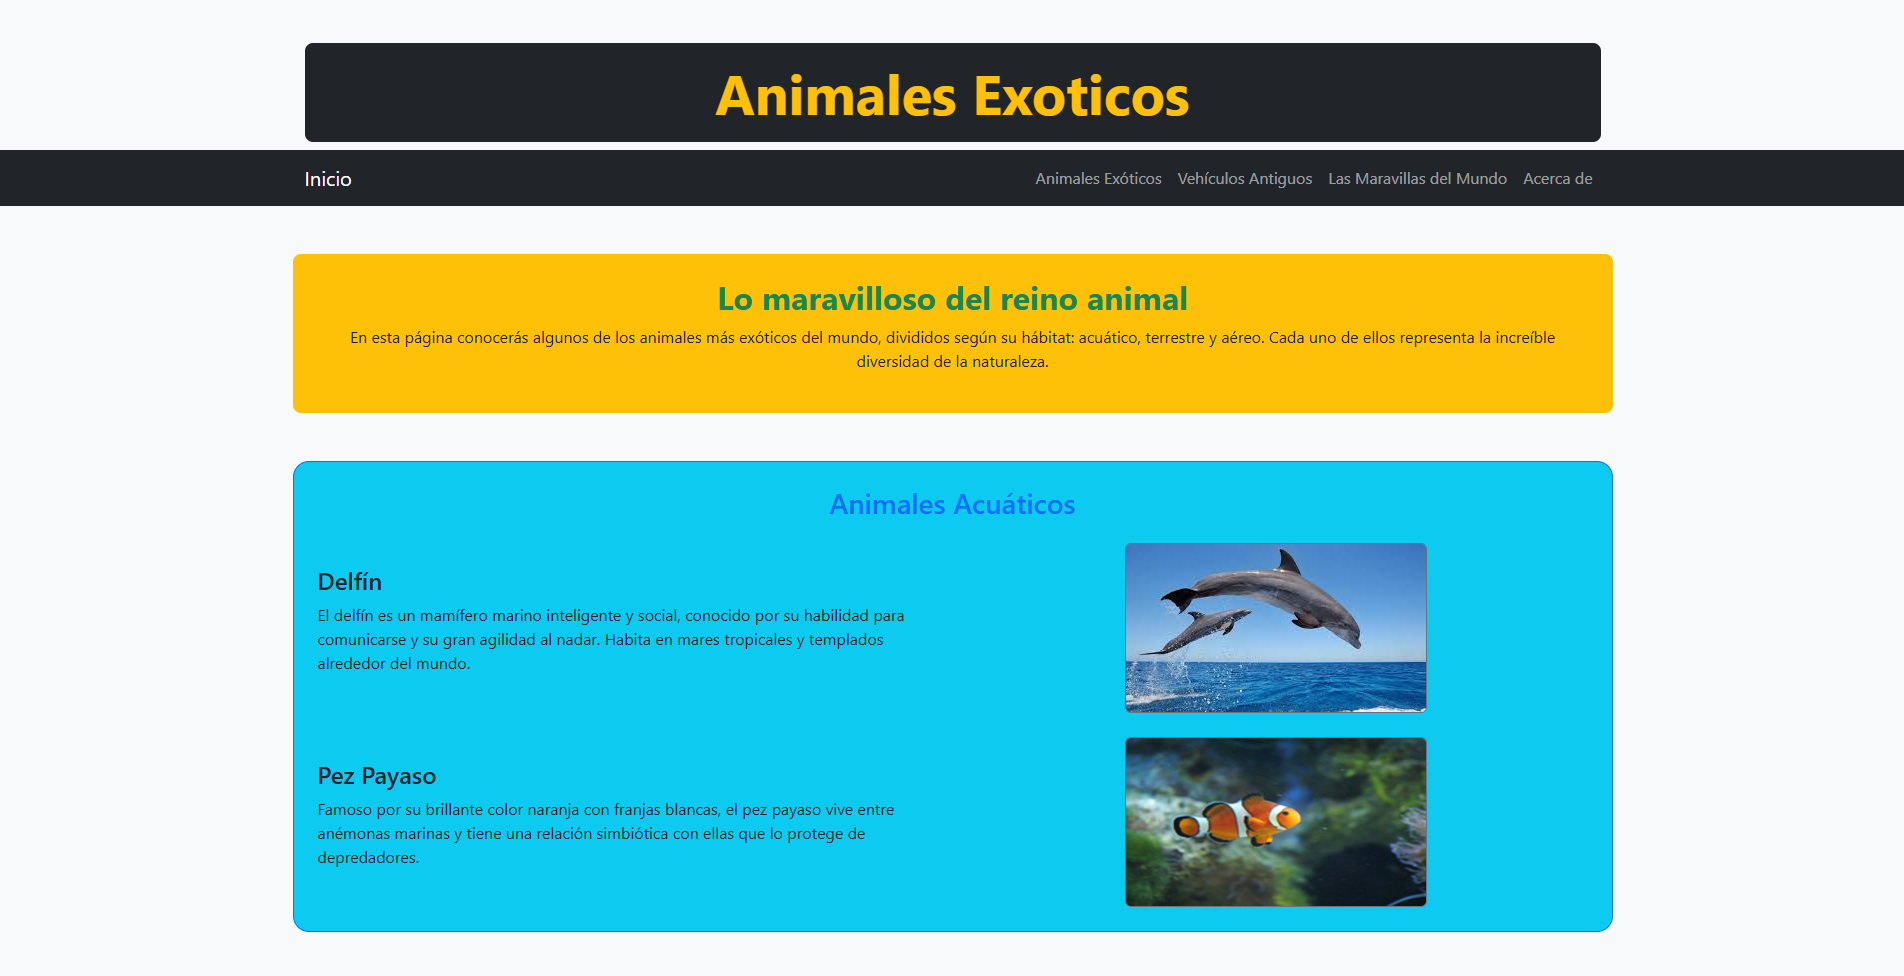 Animales Exoticos
Inicio
Animales Exóticos Vehículos Antiguos Las Maravillas del Mundo Acerca de
Lo maravilloso del reino animal
En esta página conocerás algunos de los animales más exóticos del mundo, divididos según su hábitat: acuático, terrestre y aéreo. Cada uno de ellos representa la increíble
diversidad de la naturaleza.
Animales Acuáticos
Delfín
El delfín es un mamífero marino inteligente y social, conocido por su habilidad para
comunicarse y su gran agilidad al nadar. Habita en mares tropicales y templados
alrededor del mundo.
Pez Payaso
Famoso por su brillante color naranja con franjas blancas, el pez payaso vive entre
anémonas marinas y tiene una relación simbiótica con ellas que lo protege de
depredadores.